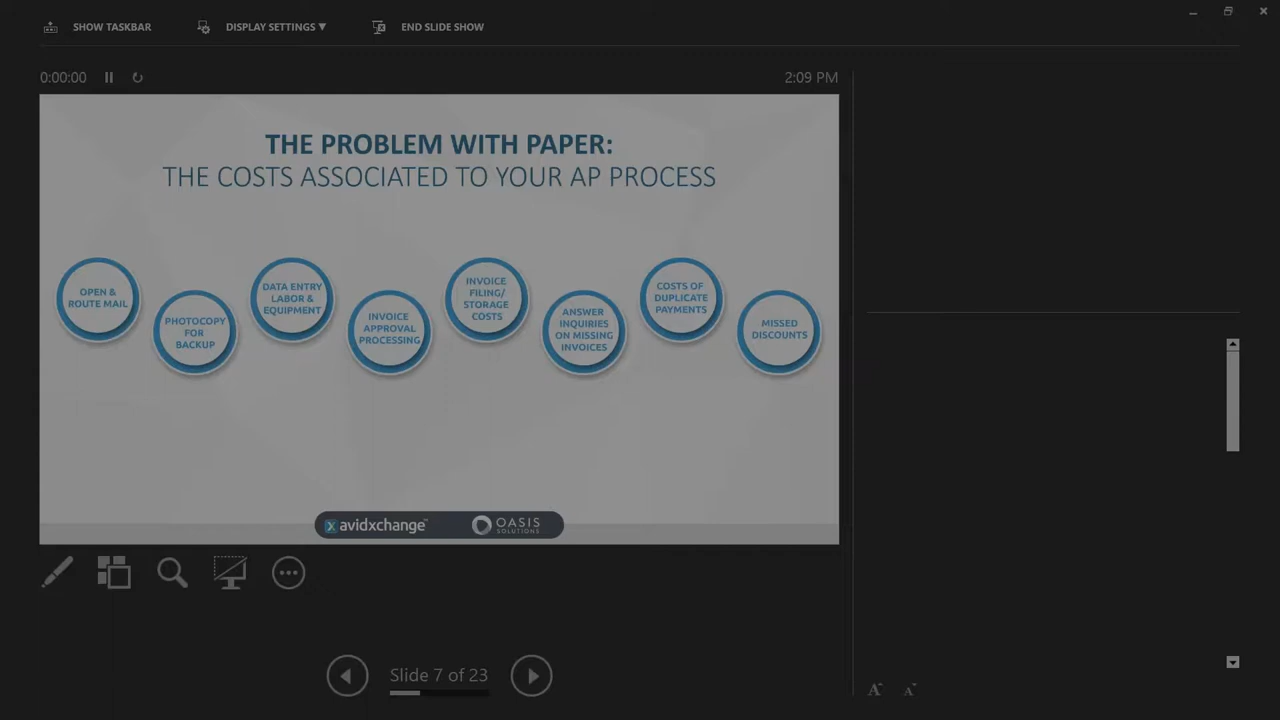 SHOW TASKBAR
DISPLAY SETTINGS ▼
END SLIDE SHOW
0:00:00
2:09 PM
THE PROBLEM WITH PAPER:
THE COSTS ASSOCIATED TO YOUR AP PROCESS
OPEN &
ROUTE MAIL
PHOTOCOPY
FOR
BACKUP
DATA ENTRY
LABOR &
EQUIPMENT
INVOICE
APPROVAL
PROCESSING
INVOICE
FILING/
STORAGE
COSTS
ANSWER
INQUIRIES
ON MISSING
INVOICES
COSTS OF
DUPLICATE
PAYMENTS
MISSED
DISCOUNTS
avidxchange™
OASIS
SOLUTIONS
Slide 7 of 23
A A